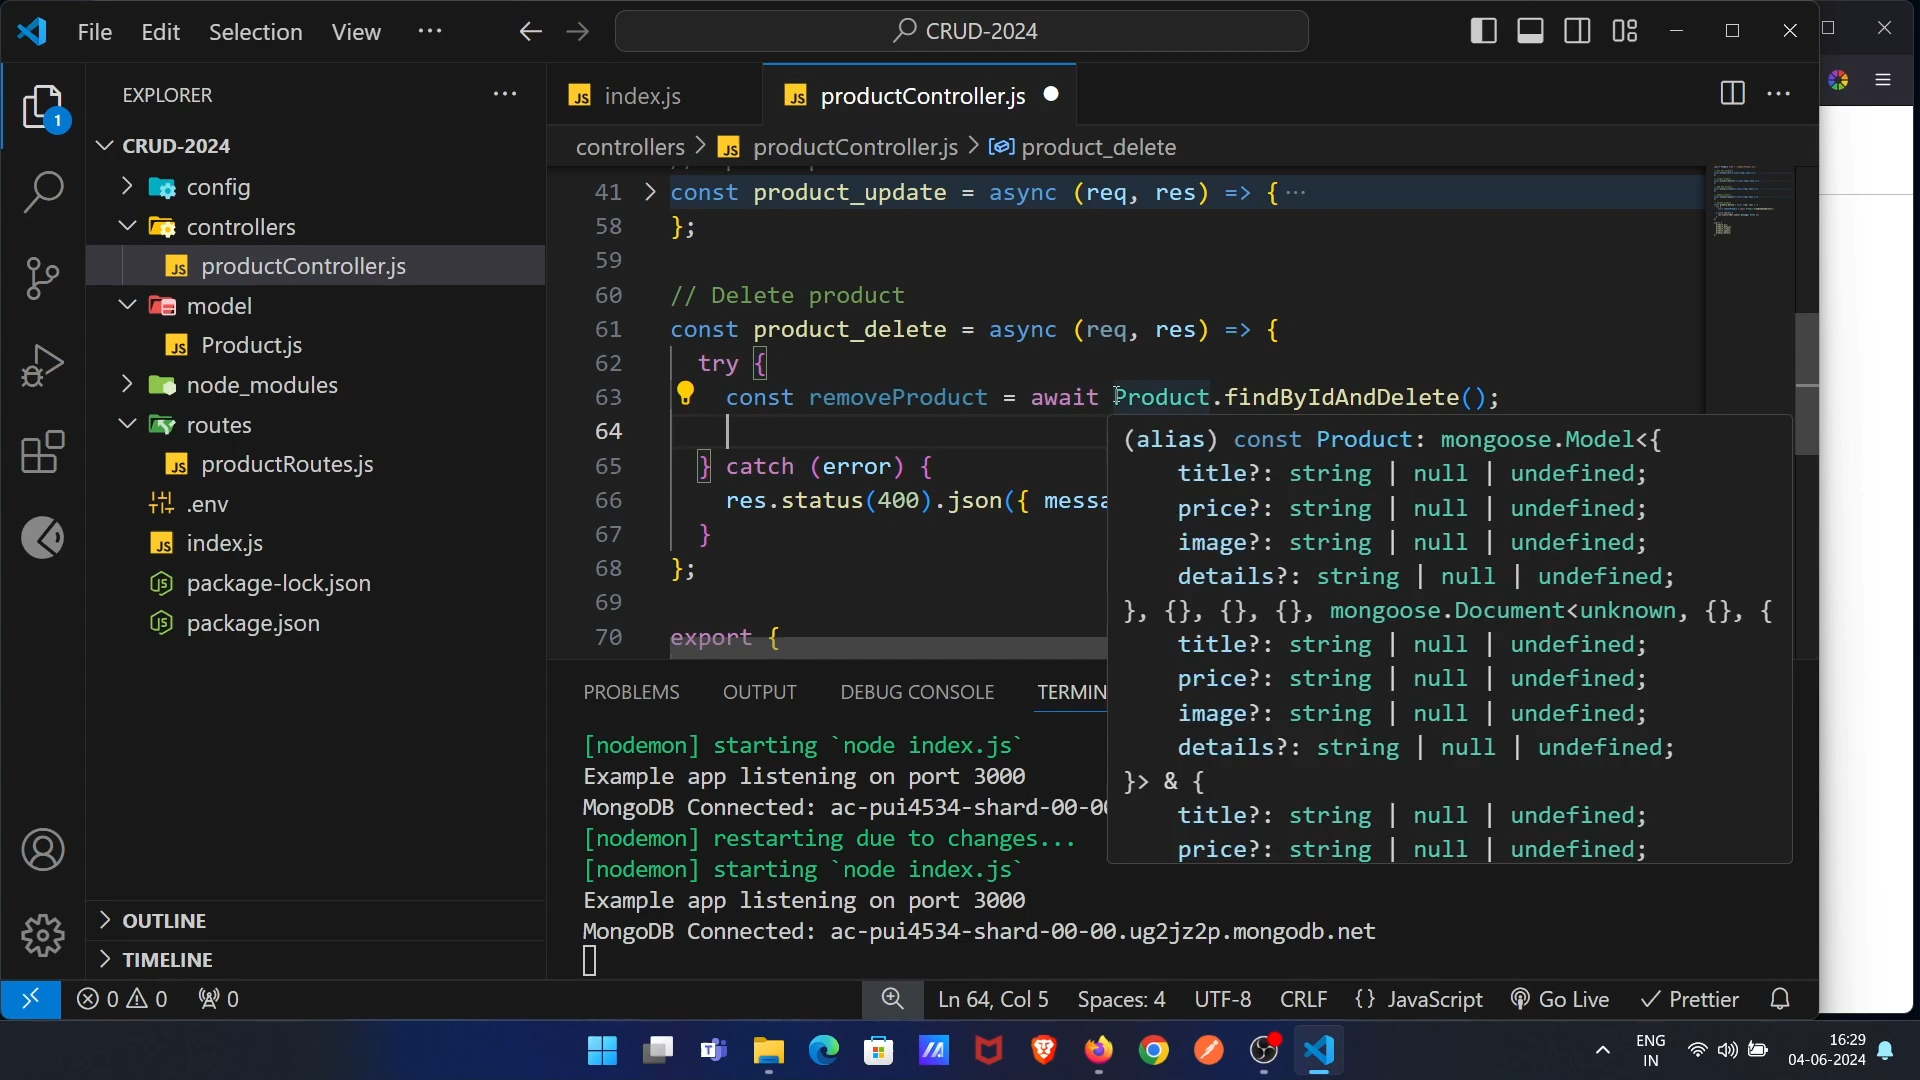 File Edit Selection View ··· CRUD-2024
EXPLORER ···
1
CRUD-2024
config
controllers
JS productController.js
model
JS Product.js
node_modules
routes
JS productRoutes.js
.env
JS index.js
package-lock.json
package.json
OUTLINE
TIMELINE
JS index.js JS productController.js
controllers > JS productController.js > product_delete
41 const product_update = async (req, res) => { ···
58 };
59
60 // Delete product
61 const product_delete = async (req, res) => {
62 try {
63 const removeProduct = await Product.findByIdAndDelete();
64
65 } catch (error) {
66 res.status(400).json({ messa
67 }
68 };
69
70 export {
(alias) const Product: mongoose.Model<{
title?: string | null | undefined;
price?: string | null | undefined;
image?: string | null | undefined;
details?: string | null | undefined;
}, {}, {}, {}, mongoose.Document<unknown, {}, {
title?: string | null | undefined;
price?: string | null | undefined;
image?: string | null | undefined;
details?: string | null | undefined;
}> & {
title?: string | null | undefined;
price?: string | null | undefined;
PROBLEMS OUTPUT DEBUG CONSOLE TERMIN
[nodemon] starting `node index.js`
Example app listening on port 3000
MongoDB Connected: ac-pui4534-shard-00-00
[nodemon] restarting due to changes...
[nodemon] starting `node index.js`
Example app listening on port 3000
MongoDB Connected: ac-pui4534-shard-00-00.ug2jz2p.mongodb.net
0 0 0 Ln 64, Col 5 Spaces: 4 UTF-8 CRLF {} JavaScript Go Live Prettier
ENG
IN
16:29
04-06-2024